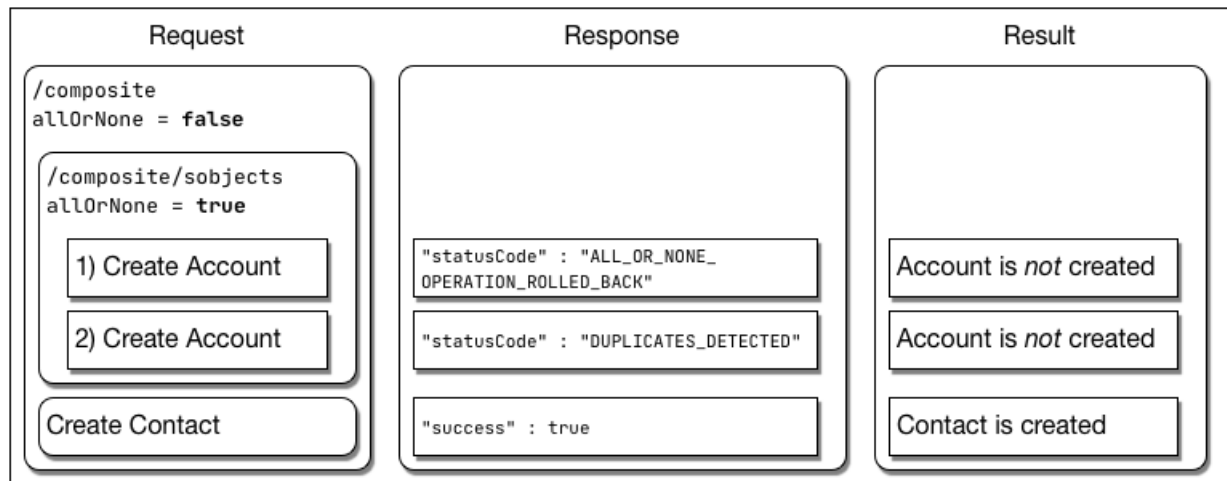 Request
Response
Result
/composite
allOrNone = false
/composite/sobjects
allOrNone = true
1) Create Account
"statusCode" : "ALL_OR_NONE_
OPERATION_ROLLED_BACK"
Account is not created
2) Create Account
"statusCode" : "DUPLICATES_DETECTED"
Account is not created
Create Contact
"success" : true
Contact is created